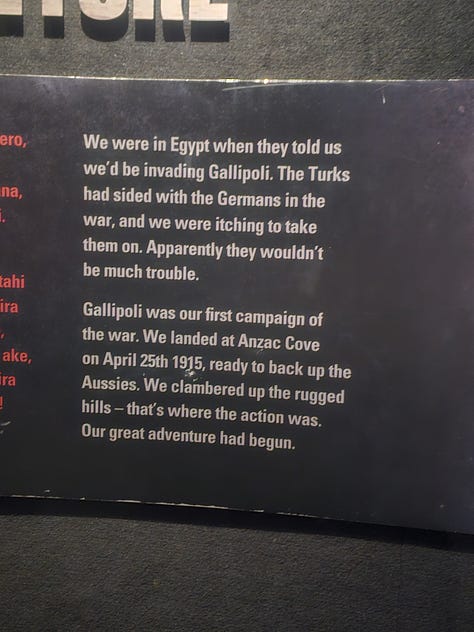 We were in Egypt when they told us
we'd be invading Gallipoli. The Turks
had sided with the Germans in the
war, and we were itching to take
them on. Apparently they wouldn't
be much trouble.
Gallipoli was our first campaign of
the war. We landed at Anzac Cove
on April 25th 1915, ready to back up the
Aussies. We clambered up the rugged
hills – that's where the action was.
Our great adventure had begun.
ake,